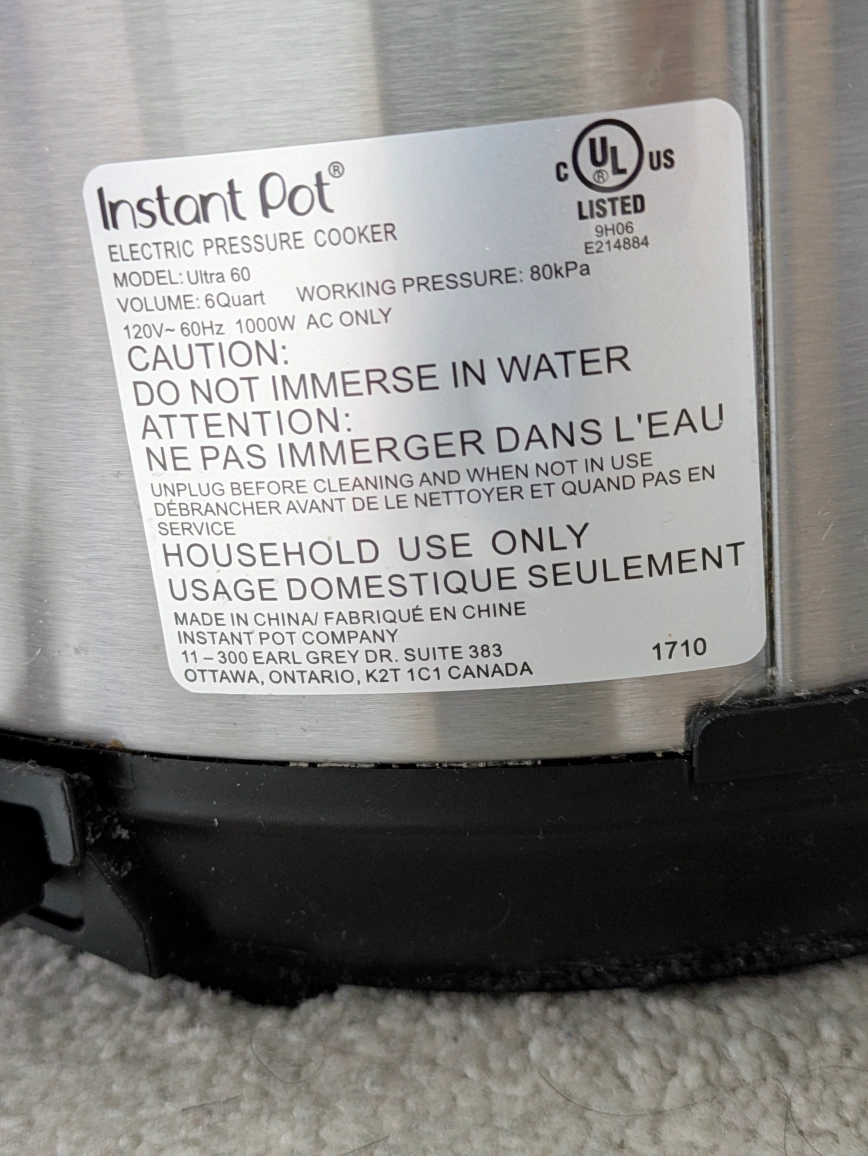 Instant Pot®
ELECTRIC PRESSURE COOKER
C UL® US
LISTED
9H06
E214884
MODEL: Ultra 60
VOLUME: 6Quart WORKING PRESSURE: 80kPa
120V~ 60Hz 1000W AC ONLY
CAUTION:
DO NOT IMMERSE IN WATER
ATTENTION:
NE PAS IMMERGER DANS L'EAU
UNPLUG BEFORE CLEANING AND WHEN NOT IN USE
DÉBRANCHER AVANT DE LE NETTOYER ET QUAND PAS EN
SERVICE
HOUSEHOLD USE ONLY
USAGE DOMESTIQUE SEULEMENT
MADE IN CHINA/ FABRIQUÉ EN CHINE
INSTANT POT COMPANY
11 – 300 EARL GREY DR. SUITE 383
OTTAWA, ONTARIO, K2T 1C1 CANADA
1710